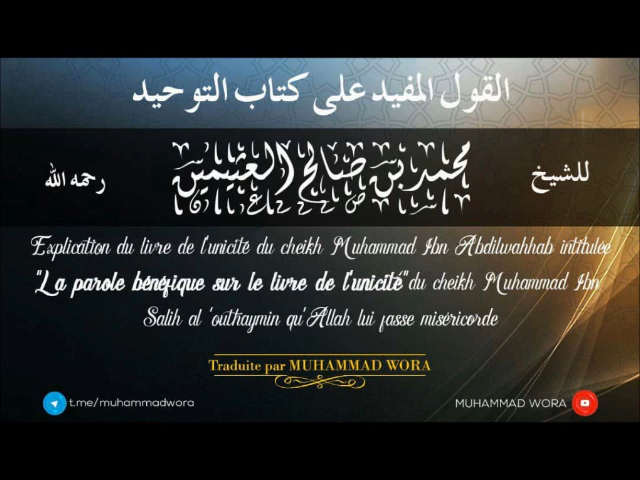 القول المفيد على كتاب التوحيد
للشيخ محمد بن صالح العثيمين رحمه الله
Explication du livre de l'unicité du cheikh Muhammad Ibn Abdilwahhab intitulée
"La parole bénéfique sur le livre de l'unicité" du cheikh Muhammad Ibn
Salih al 'outhaymin qu'Allah lui fasse miséricorde
Traduite par MUHAMMAD WORA
t.me/muhammadwora
MUHAMMAD WORA